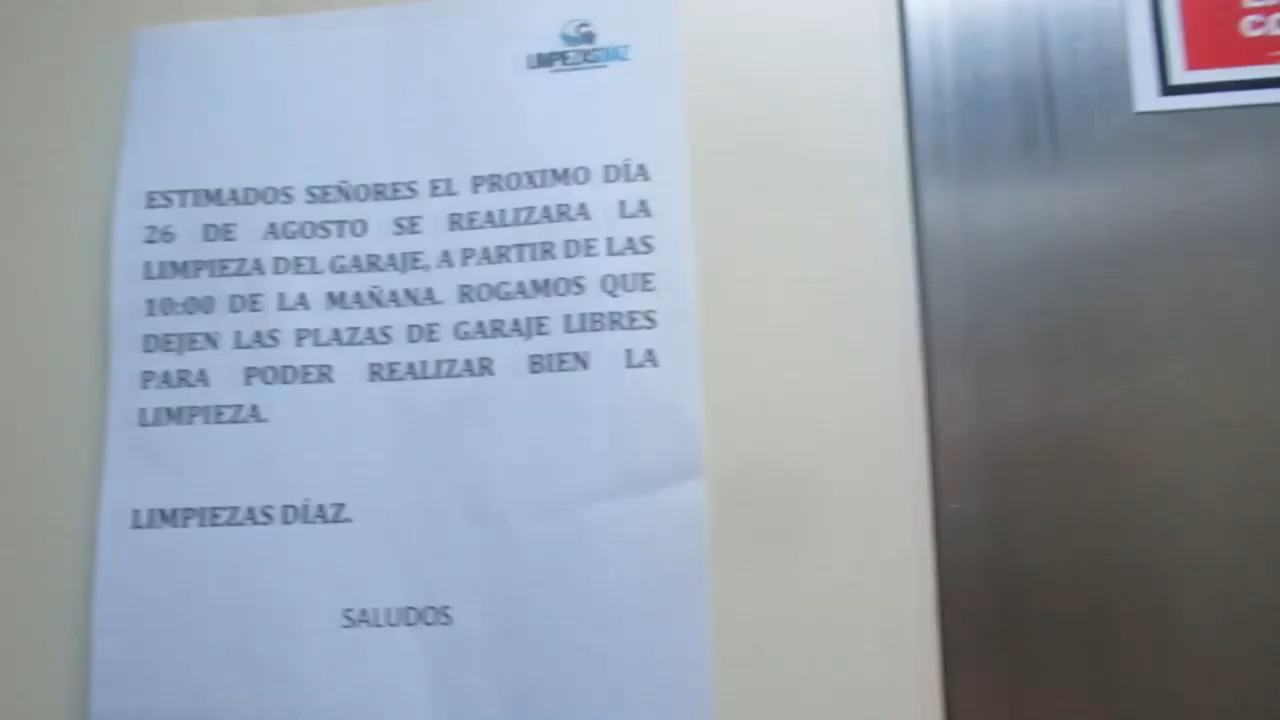 LIMPIEZAS DIAZ
ESTIMADOS SEÑORES EL PROXIMO DÍA
26 DE AGOSTO SE REALIZARA LA
LIMPIEZA DEL GARAJE, A PARTIR DE LAS
10:00 DE LA MAÑANA. ROGAMOS QUE
DEJEN LAS PLAZAS DE GARAJE LIBRES
PARA PODER REALIZAR BIEN LA
LIMPIEZA.
LIMPIEZAS DÍAZ.
SALUDOS